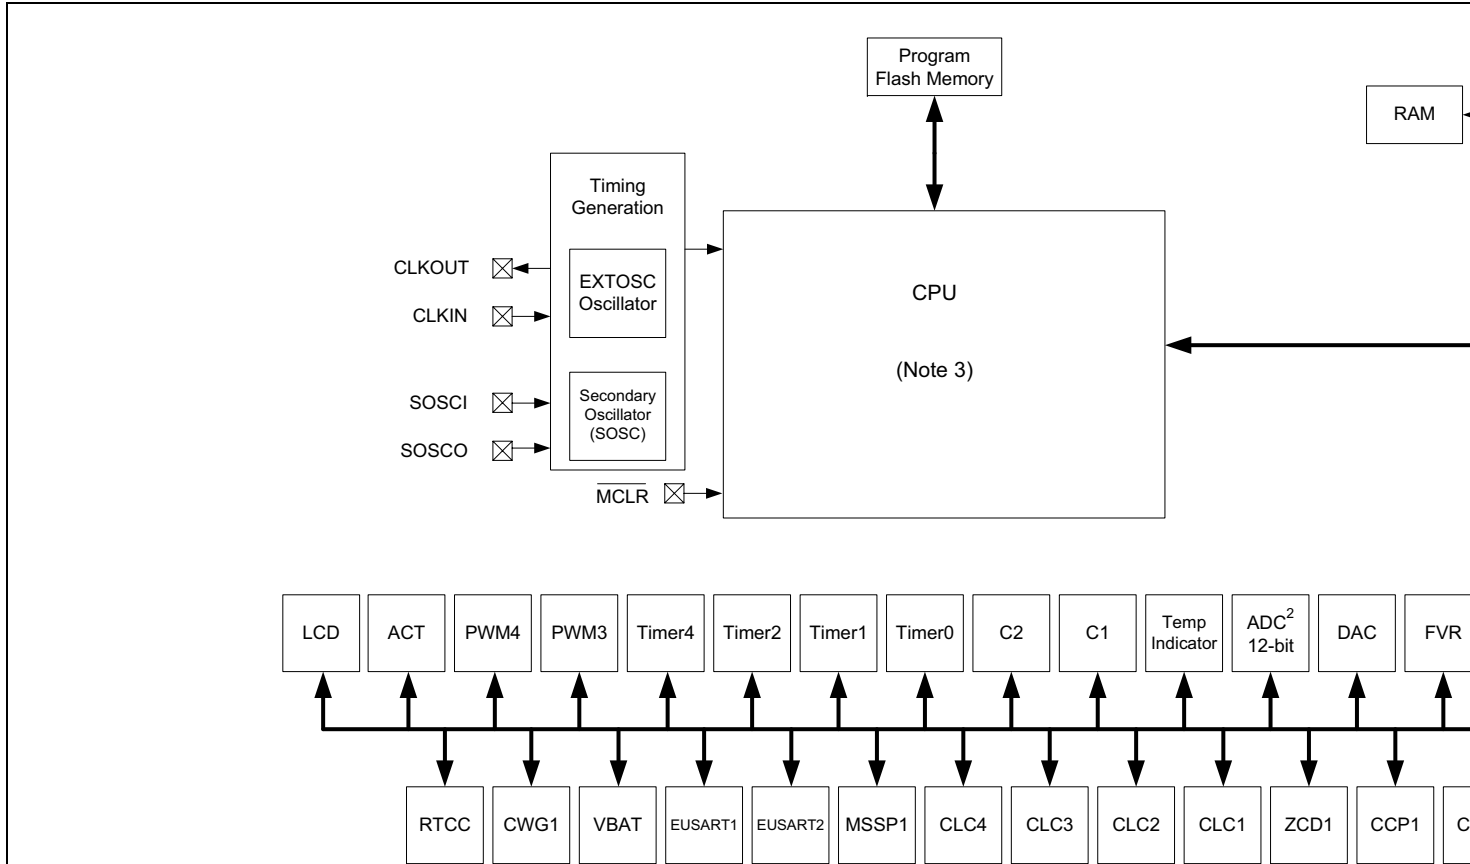 Program
Flash Memory
RAM
Timing
Generation
EXTOSC
Oscillator
CLKOUT
CLKIN
CPU
(Note 3)
Secondary
Oscillator
(SOSC)
SOSCI
SOSCO
MCLR
LCD
ACT
PWM4
PWM3
Timer4
Timer2
Timer1
Timer0
C2
C1
Temp
Indicator
ADC²
12-bit
DAC
FVR
RTCC
CWG1
VBAT
EUSART1
EUSART2
MSSP1
CLC4
CLC3
CLC2
CLC1
ZCD1
CCP1